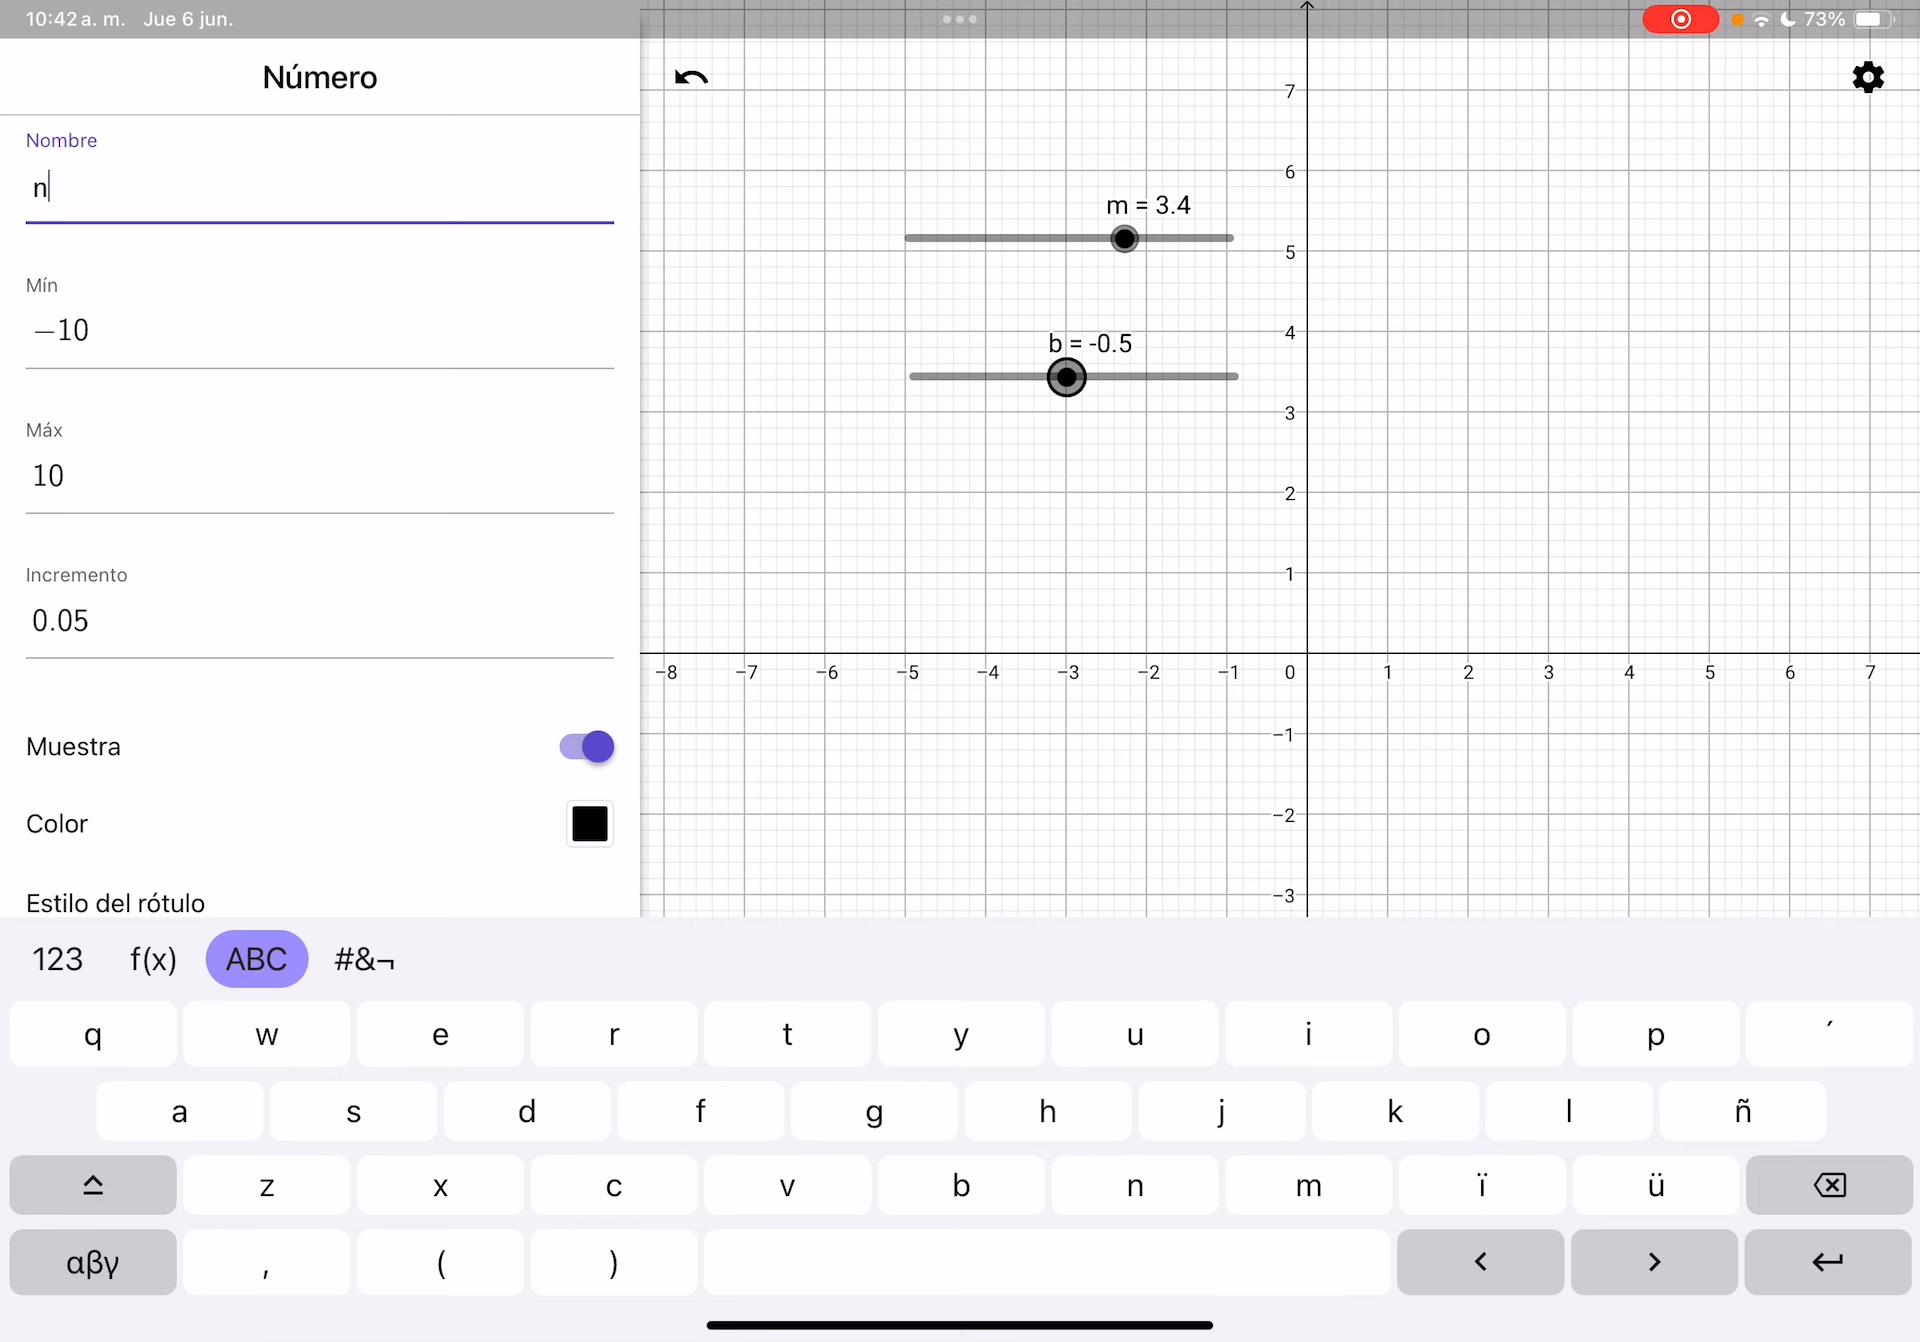 10:42 a. m. Jue 6 jun.
73%
Número
Nombre
n
Mín
−10
Máx
10
Incremento
0.05
Muestra
Color
Estilo del rótulo
m = 3.4
b = -0.5
7
6
5
4
3
2
1
−8 −7 −6 −5 −4 −3 −2 −1 0 1 2 3 4 5 6 7
−1
−2
−3
123 f(x) ABC #&¬
q w e r t y u i o p ´
a s d f g h j k l ñ
z x c v b n m ï ü
αβγ , ( ) < >